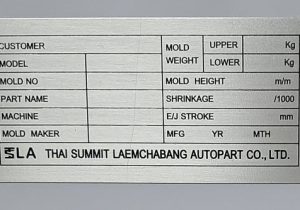 CUSTOMER MOLD WEIGHT UPPER Kg
MODEL LOWER Kg
MOLD NO MOLD HEIGHT m/m
PART NAME SHRINKAGE /1000
MACHINE E/J STROKE mm
MOLD MAKER MFG YR MTH
SLA THAI SUMMIT LAEMCHABANG AUTOPART CO., LTD.